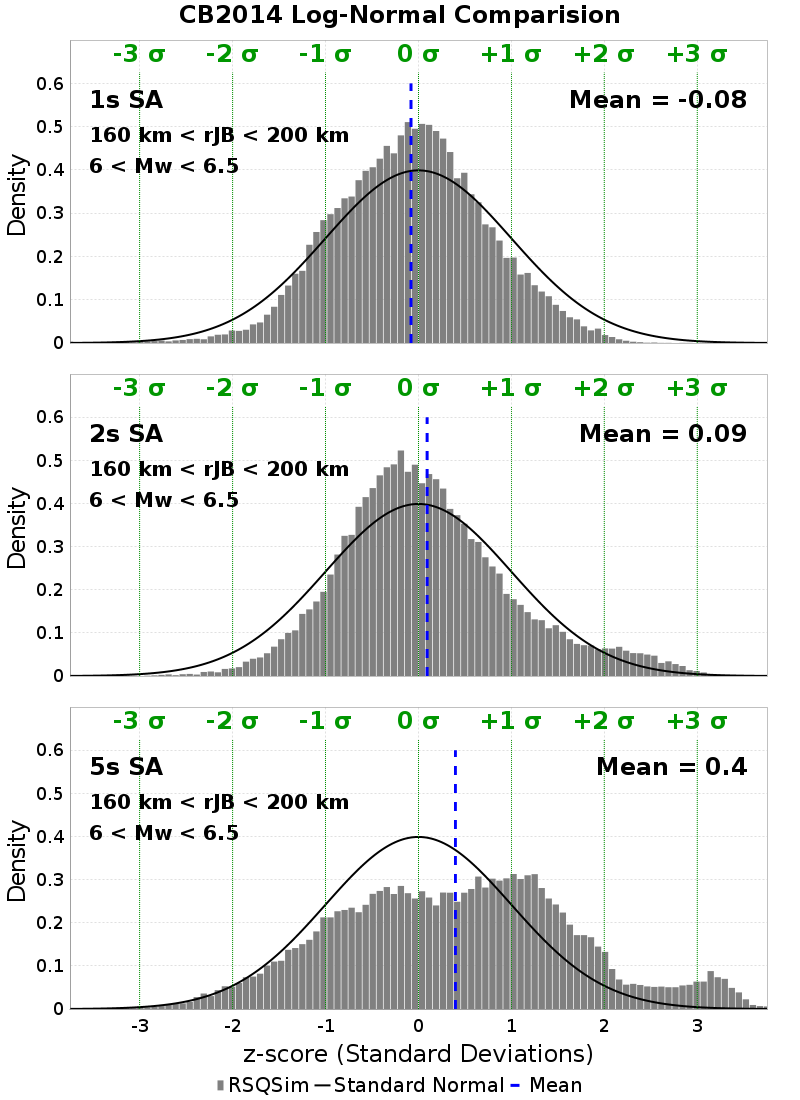 CB2014 Log-Normal Comparision
-3 σ -2 σ -1 σ 0 σ +1 σ +2 σ +3 σ
1s SA
Mean = -0.08
160 km < rJB < 200 km
6 < Mw < 6.5
0.6
0.5
0.4
0.3
0.2
0.1
0
Density
-3 σ -2 σ -1 σ 0 σ +1 σ +2 σ +3 σ
2s SA
Mean = 0.09
160 km < rJB < 200 km
6 < Mw < 6.5
0.6
0.5
0.4
0.3
0.2
0.1
0
Density
-3 σ -2 σ -1 σ 0 σ +1 σ +2 σ +3 σ
5s SA
Mean = 0.4
160 km < rJB < 200 km
6 < Mw < 6.5
0.6
0.5
0.4
0.3
0.2
0.1
0
Density
-3 -2 -1 0 1 2 3
z-score (Standard Deviations)
RSQSim Standard Normal Mean